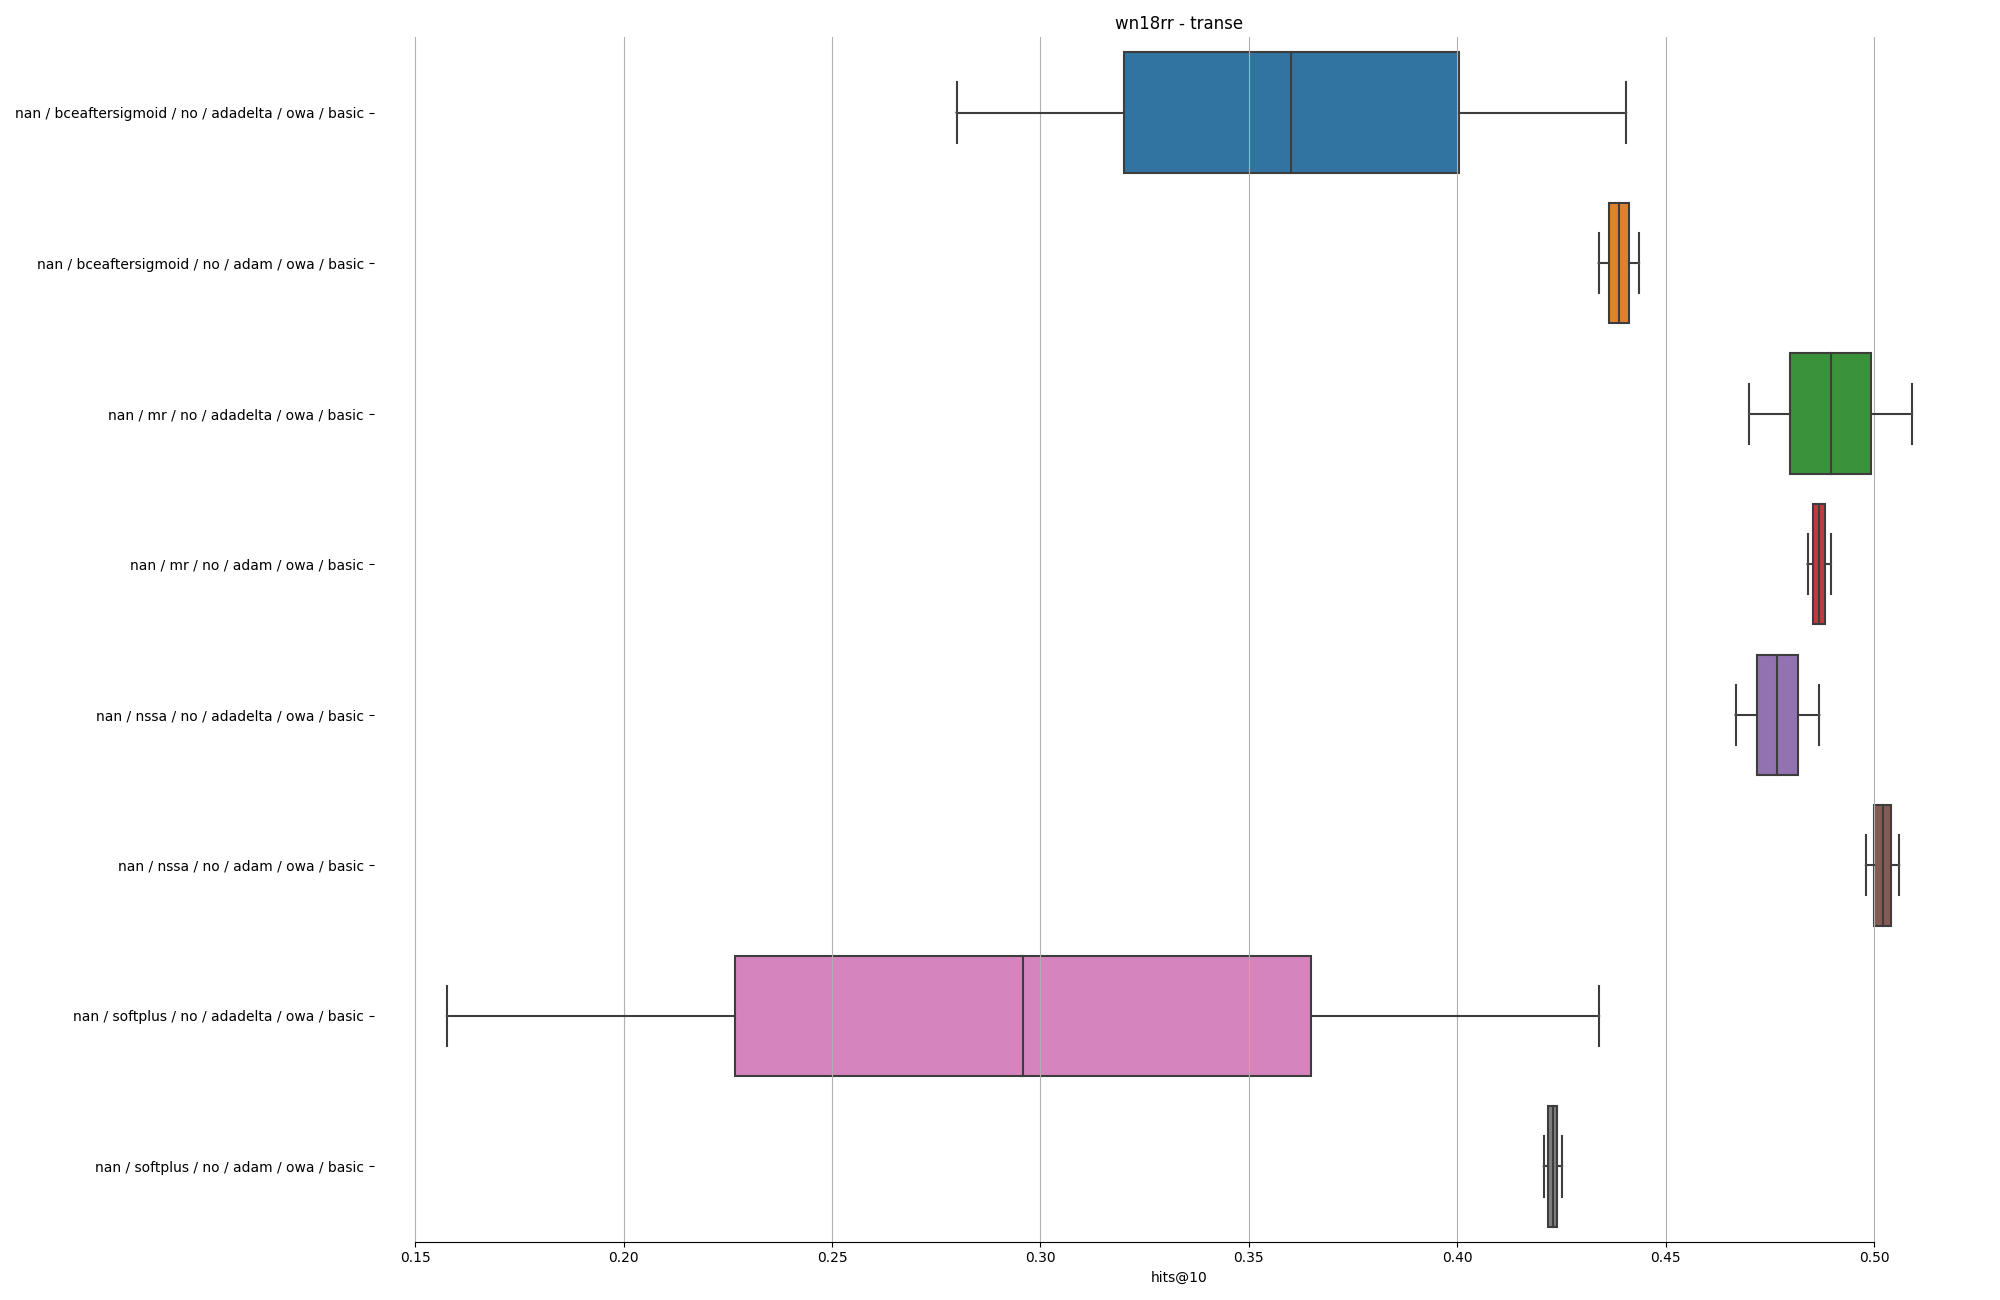 wn18rr - transe
nan / bceaftersigmoid / no / adadelta / owa / basic
nan / bceaftersigmoid / no / adam / owa / basic
nan / mr / no / adadelta / owa / basic
nan / mr / no / adam / owa / basic
nan / nssa / no / adadelta / owa / basic
nan / nssa / no / adam / owa / basic
nan / softplus / no / adadelta / owa / basic
nan / softplus / no / adam / owa / basic
0.15 0.20 0.25 0.30 0.35 0.40 0.45 0.50
hits@10